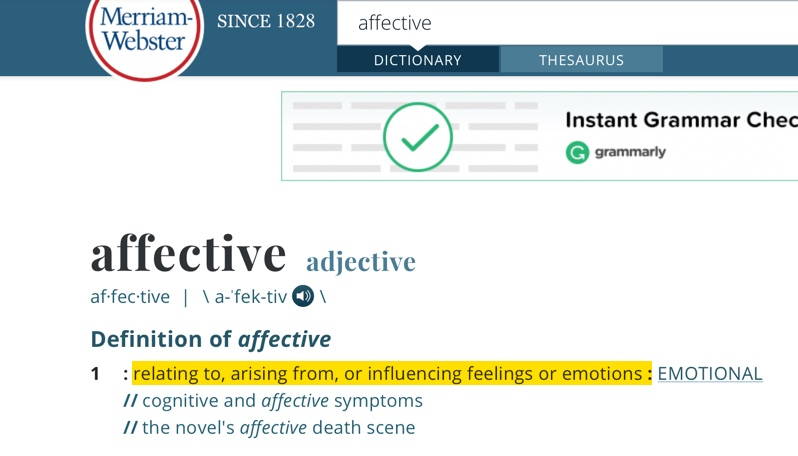 Merriam-
Webster
SINCE 1828
affective
DICTIONARY
THESAURUS
Instant Grammar Chec
G grammarly
affective adjective
af·fec·tive | \ a-ˈfek-tiv \
Definition of affective
1 : relating to, arising from, or influencing feelings or emotions : EMOTIONAL
// cognitive and affective symptoms
// the novel's affective death scene